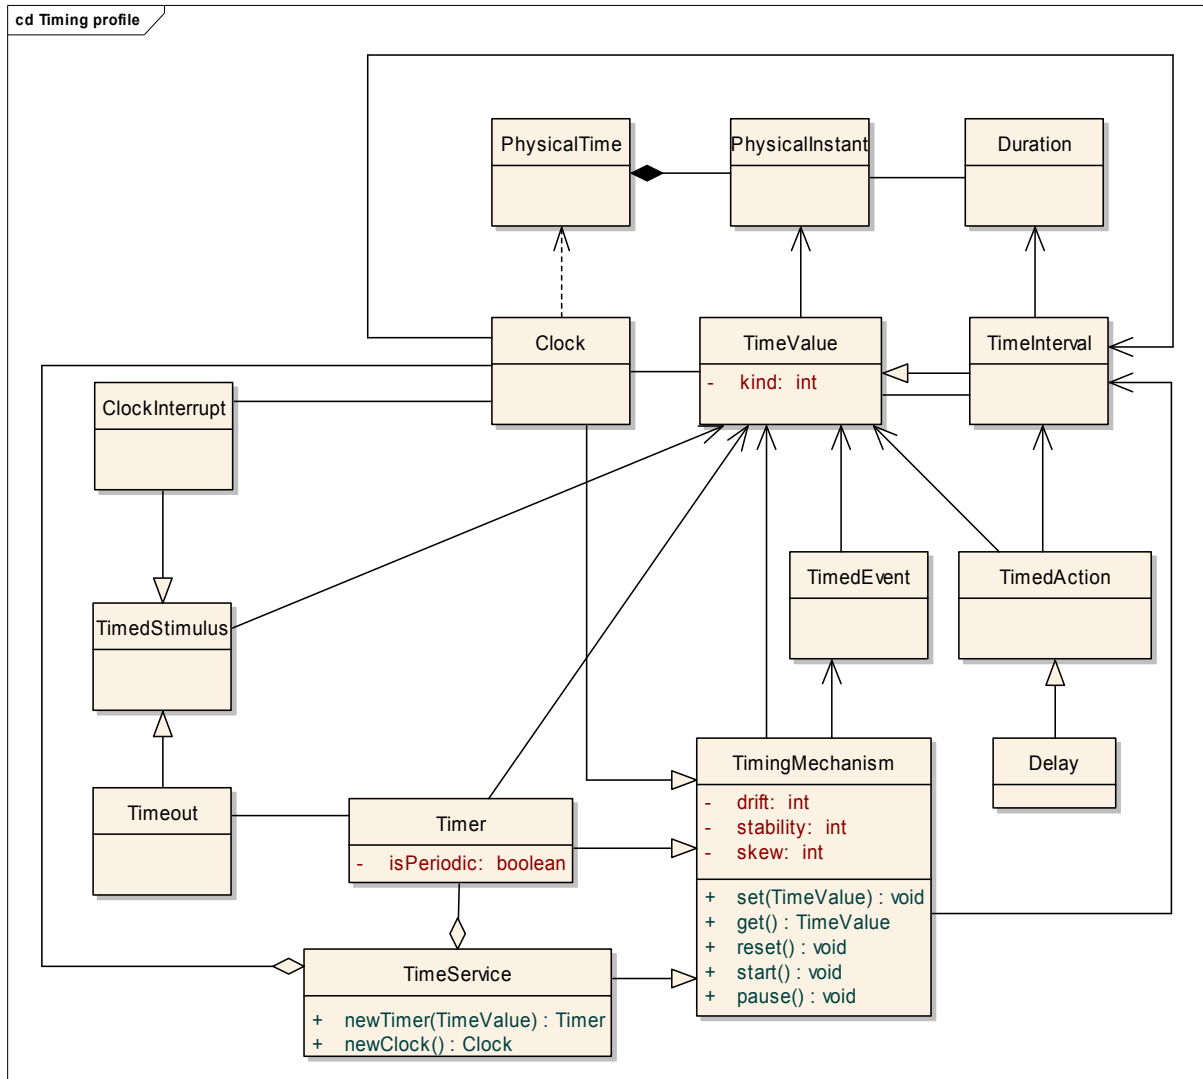 cd Timing profile
PhysicalTime
PhysicalInstant
Duration
Clock
TimeValue
- kind: int
TimeInterval
ClockInterrupt
TimedStimulus
TimedEvent
TimedAction
Timeout
Timer
- isPeriodic: boolean
TimingMechanism
- drift: int
- stability: int
- skew: int
+ set(TimeValue) : void
+ get() : TimeValue
+ reset() : void
+ start() : void
+ pause() : void
Delay
TimeService
+ newTimer(TimeValue) : Timer
+ newClock() : Clock